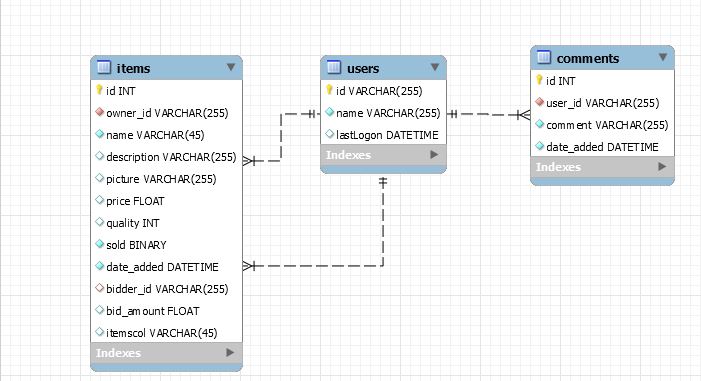 items
id INT
owner_id VARCHAR(255)
name VARCHAR(45)
description VARCHAR(255)
picture VARCHAR(255)
price FLOAT
quality INT
sold BINARY
date_added DATETIME
bidder_id VARCHAR(255)
bid_amount FLOAT
itemscol VARCHAR(45)
Indexes
users
id VARCHAR(255)
name VARCHAR(255)
lastLogon DATETIME
Indexes
comments
id INT
user_id VARCHAR(255)
comment VARCHAR(255)
date_added DATETIME
Indexes